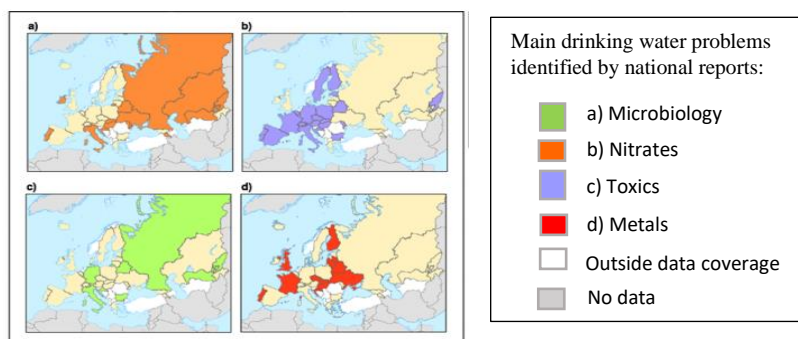 a)
b)
c)
d)
Main drinking water problems
identified by national reports:
a) Microbiology
b) Nitrates
c) Toxics
d) Metals
Outside data coverage
No data